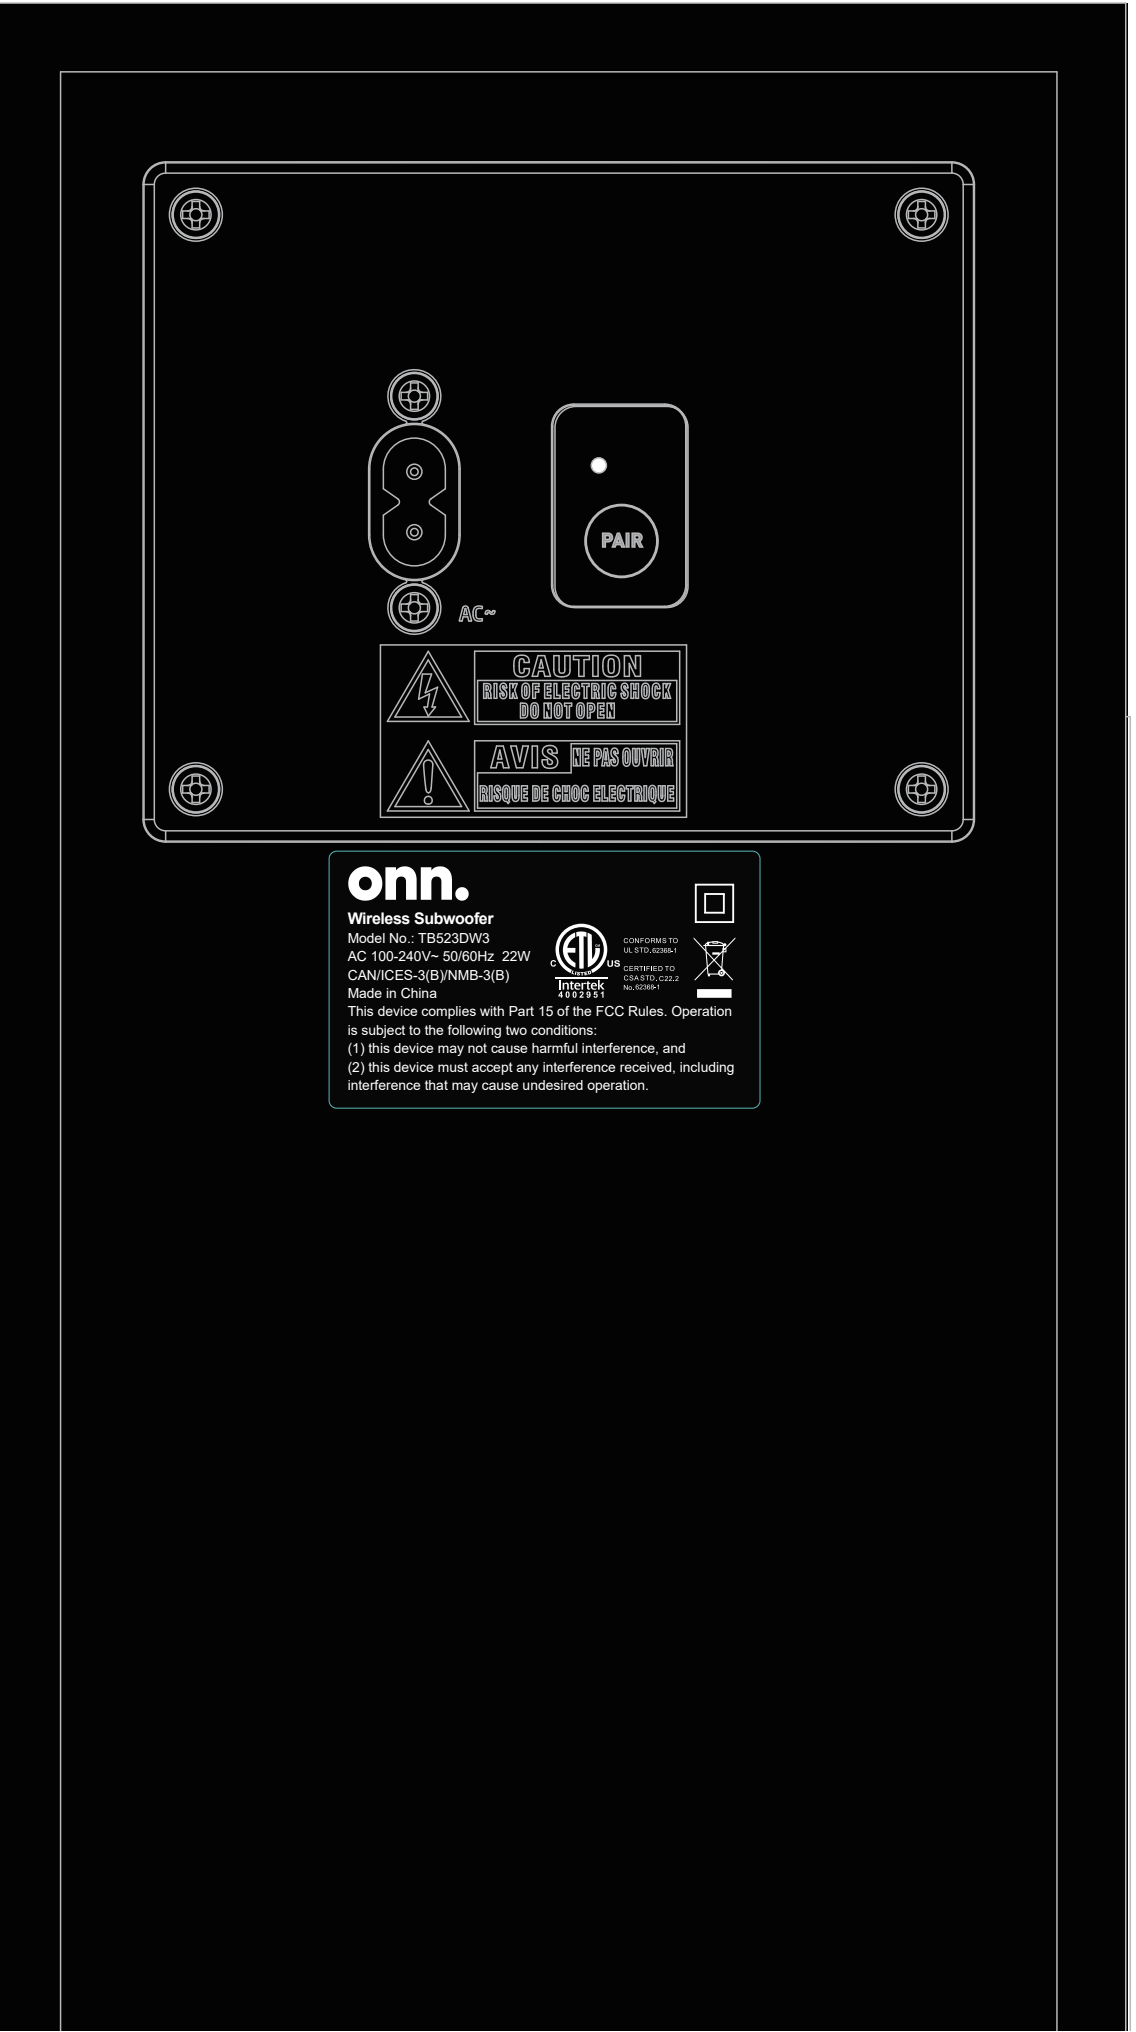 PAIR
AC~
CAUTION
RISK OF ELECTRIC SHOCK
DO NOT OPEN
AVIS NE PAS OUVRIR
RISQUE DE CHOC ELECTRIQUE
onn.
Wireless Subwoofer
Model No.: TB523DW3
AC 100-240V~ 50/60Hz 22W
CAN/ICES-3(B)/NMB-3(B)
Made in China
C ETL US
LISTED
Intertek
4002951
CONFORMS TO
UL STD. 62368-1
CERTIFIED TO
CSA STD. C22.2
No. 62368-1
This device complies with Part 15 of the FCC Rules. Operation
is subject to the following two conditions:
(1) this device may not cause harmful interference, and
(2) this device must accept any interference received, including
interference that may cause undesired operation.